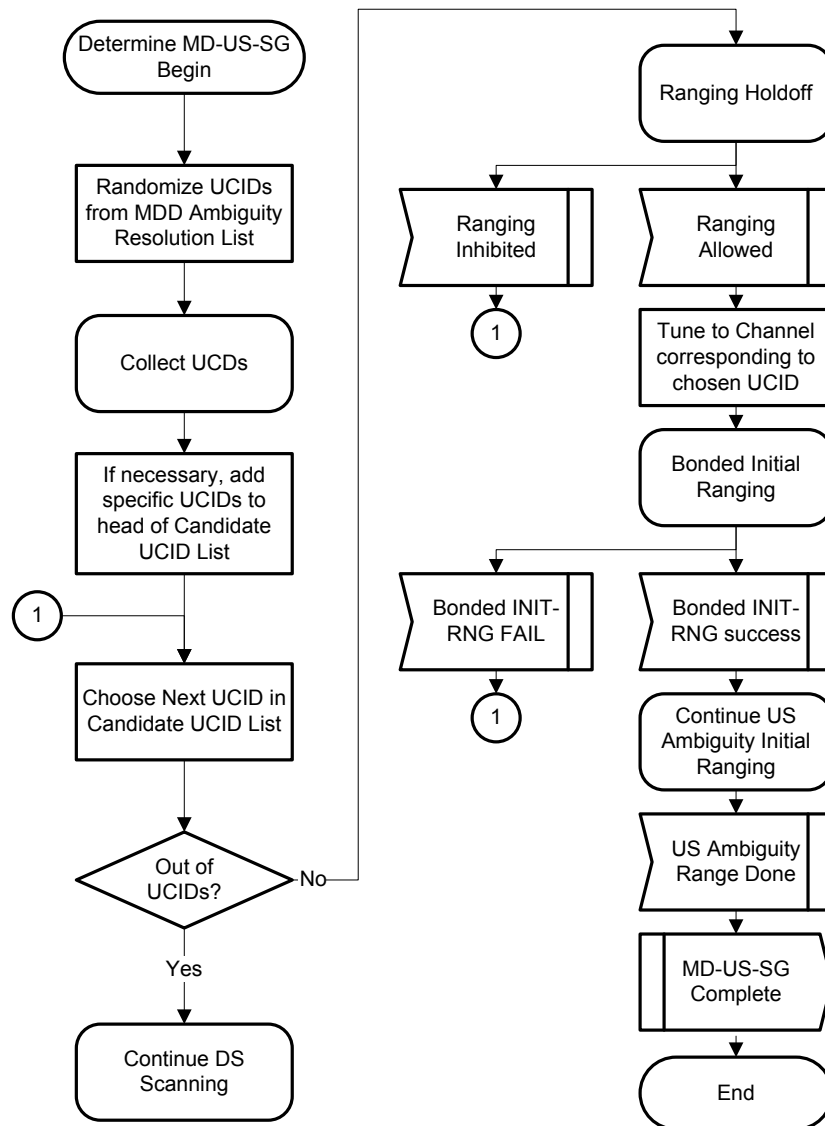 Determine MD-US-SG
Begin
Randomize UCIDs
from MDD Ambiguity
Resolution List
Collect UCDs
If necessary, add
specific UCIDs to
head of Candidate
UCID List
1
Choose Next UCID in
Candidate UCID List
Out of
UCIDs?
No
Yes
Continue DS
Scanning
Ranging Holdoff
Ranging
Inhibited
Ranging
Allowed
1
Tune to Channel
corresponding to
chosen UCID
Bonded Initial
Ranging
Bonded INIT-
RNG FAIL
Bonded INIT-
RNG success
1
Continue US
Ambiguity Initial
Ranging
US Ambiguity
Range Done
MD-US-SG
Complete
End